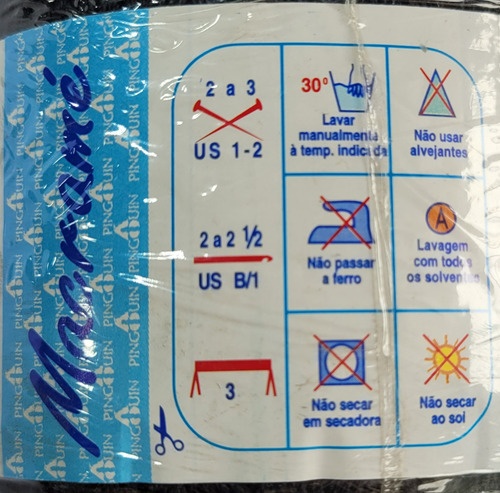 Macramé
PINGOUIN
2 a 3
US 1-2
2 a 2 ½
US B/1
3
30°
Lavar
manualmente
à temp. indicada
Não usar
alvejantes
Não passar
a ferro
A
Lavagem
com todos
os solventes
Não secar
em secadora
Não secar
ao sol